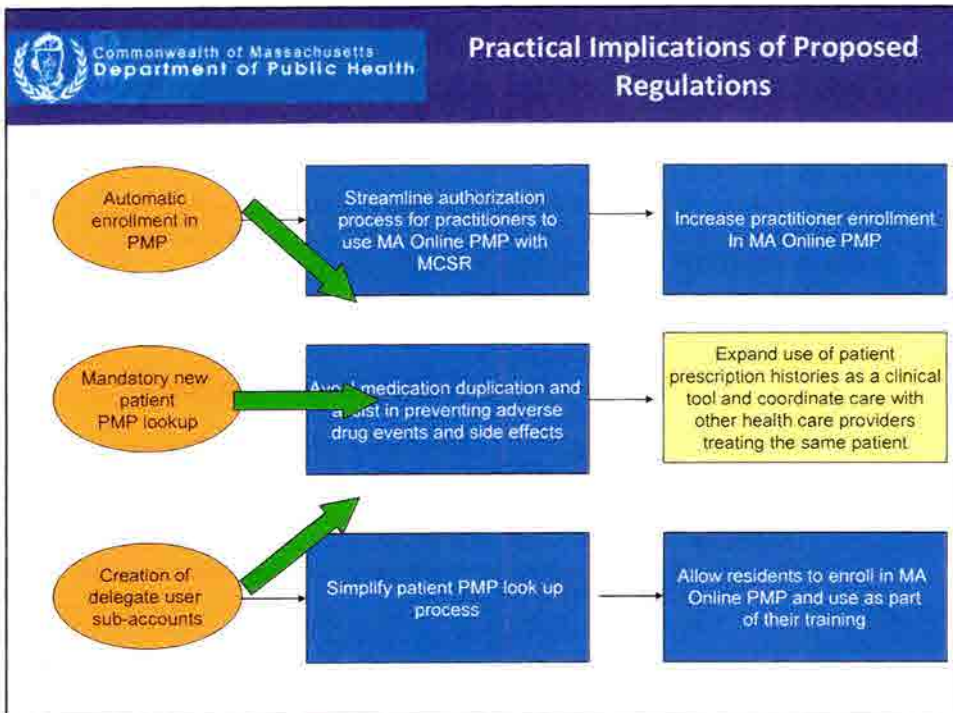 Commonwealth of Massachusetts
Department of Public Health
Practical Implications of Proposed
Regulations
Automatic
enrollment in
PMP
Streamline authorization
process for practitioners to
use MA Online PMP with
MCSR
Increase practitioner enrollment
In MA Online PMP
Mandatory new
patient
PMP lookup
medication duplication and
in preventing adverse
drug events and side effects
Expand use of patient
prescription histories as a clinical
tool and coordinate care with
other health care providers
treating the same patient
Creation of
delegate user
sub-accounts
Simplify patient PMP look up
process
Allow residents to enroll in MA
Online PMP and use as part
of their training